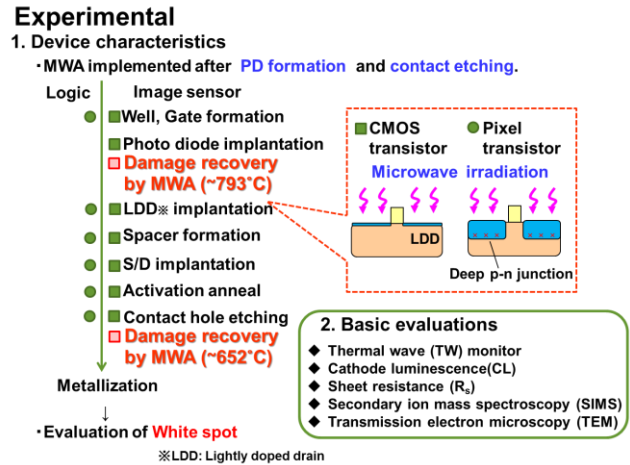 Experimental
1. Device characteristics
・MWA implemented after PD formation and contact etching.
Logic Image sensor
Well, Gate formation
Photo diode implantation
Damage recovery
by MWA (~793°C)
LDD※ implantation
Spacer formation
S/D implantation
Activation anneal
Contact hole etching
Damage recovery
by MWA (~652°C)
Metallization
↓
・Evaluation of White spot
※LDD: Lightly doped drain
CMOS
transistor
Pixel
transistor
Microwave irradiation
LDD
Deep p-n junction
2. Basic evaluations
◆ Thermal wave (TW) monitor
◆ Cathode luminescence(CL)
◆ Sheet resistance (Rs)
◆ Secondary ion mass spectroscopy (SIMS)
◆ Transmission electron microscopy (TEM)